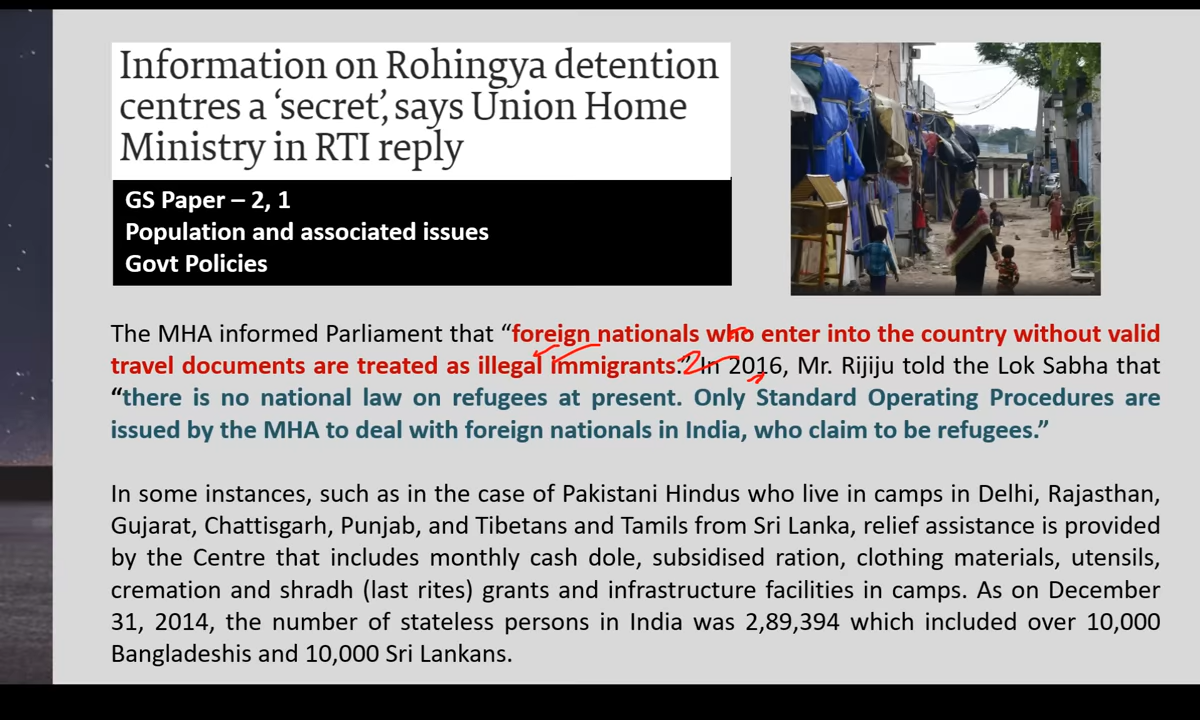 Information on Rohingya detention
centres a ‘secret’, says Union Home
Ministry in RTI reply
GS Paper – 2, 1
Population and associated issues
Govt Policies
The MHA informed Parliament that “foreign nationals who enter into the country without valid
travel documents are treated as illegal immigrants.” In 2016, Mr. Rijiju told the Lok Sabha that
“there is no national law on refugees at present. Only Standard Operating Procedures are
issued by the MHA to deal with foreign nationals in India, who claim to be refugees.”
In some instances, such as in the case of Pakistani Hindus who live in camps in Delhi, Rajasthan,
Gujarat, Chattisgarh, Punjab, and Tibetans and Tamils from Sri Lanka, relief assistance is provided
by the Centre that includes monthly cash dole, subsidised ration, clothing materials, utensils,
cremation and shradh (last rites) grants and infrastructure facilities in camps. As on December
31, 2014, the number of stateless persons in India was 2,89,394 which included over 10,000
Bangladeshis and 10,000 Sri Lankans.